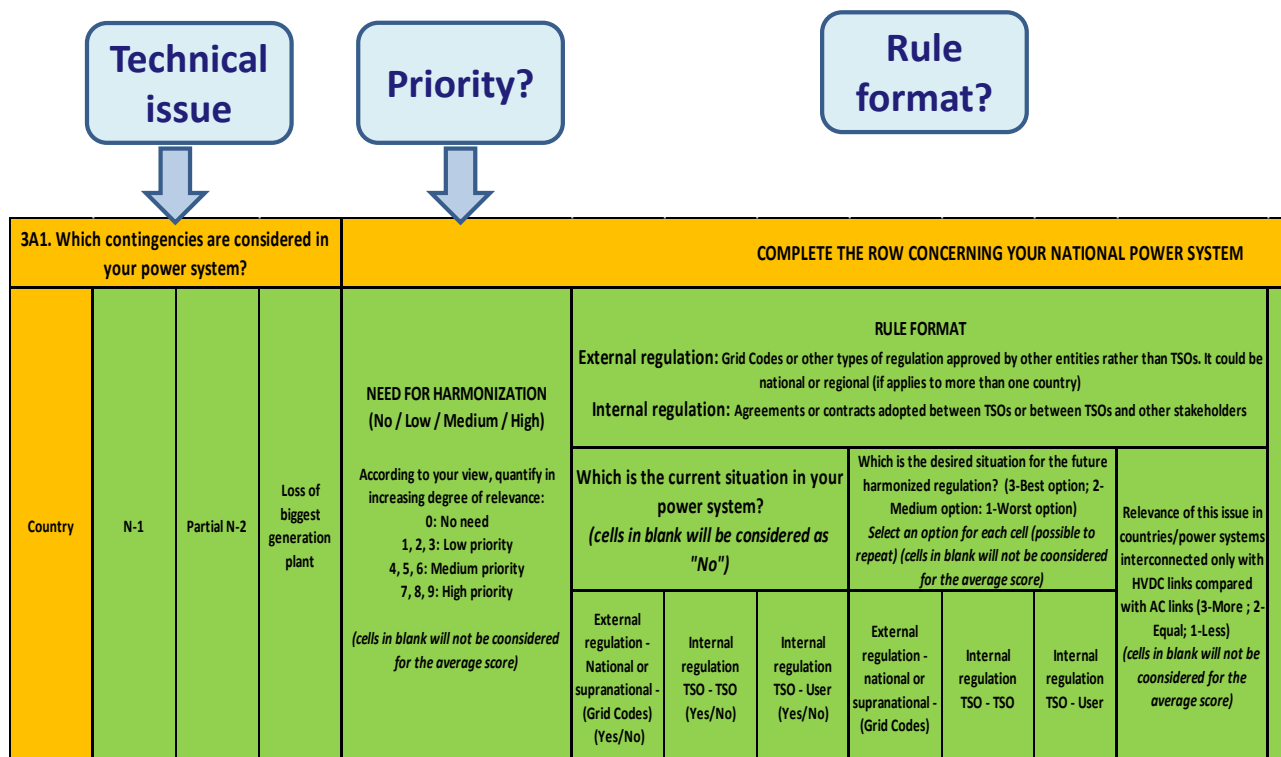 Technical
issue
Priority?
Rule
format?
3A1. Which contingencies are considered in
your power system?
COMPLETE THE ROW CONCERNING YOUR NATIONAL POWER SYSTEM
Country
N-1
Partial N-2
Loss of
biggest
generation
plant
NEED FOR HARMONIZATION
(No / Low / Medium / High)
According to your view, quantify in
increasing degree of relevance:
0: No need
1, 2, 3: Low priority
4, 5, 6: Medium priority
7, 8, 9: High priority
(cells in blank will not be coonsidered
for the average score)
RULE FORMAT
External regulation: Grid Codes or other types of regulation approved by other entities rather than TSOs. It could be
national or regional (if applies to more than one country)
Internal regulation: Agreements or contracts adopted between TSOs or between TSOs and other stakeholders
Which is the current situation in your
power system?
(cells in blank will be considered as
"No")
External
regulation -
National or
supranational -
(Grid Codes)
(Yes/No)
Internal
regulation
TSO - TSO
(Yes/No)
Internal
regulation
TSO - User
(Yes/No)
Which is the desired situation for the future
harmonized regulation? (3-Best option; 2-
Medium option: 1-Worst option)
Select an option for each cell (possible to
repeat) (cells in blank will not be coonsidered
for the average score)
External
regulation -
national or
supranational -
(Grid Codes)
Internal
regulation
TSO - TSO
Internal
regulation
TSO - User
Relevance of this issue in
countries/power systems
interconnected only with
HVDC links compared
with AC links (3-More ; 2-
Equal; 1-Less)
(cells in blank will not be
coonsidered for the
average score)